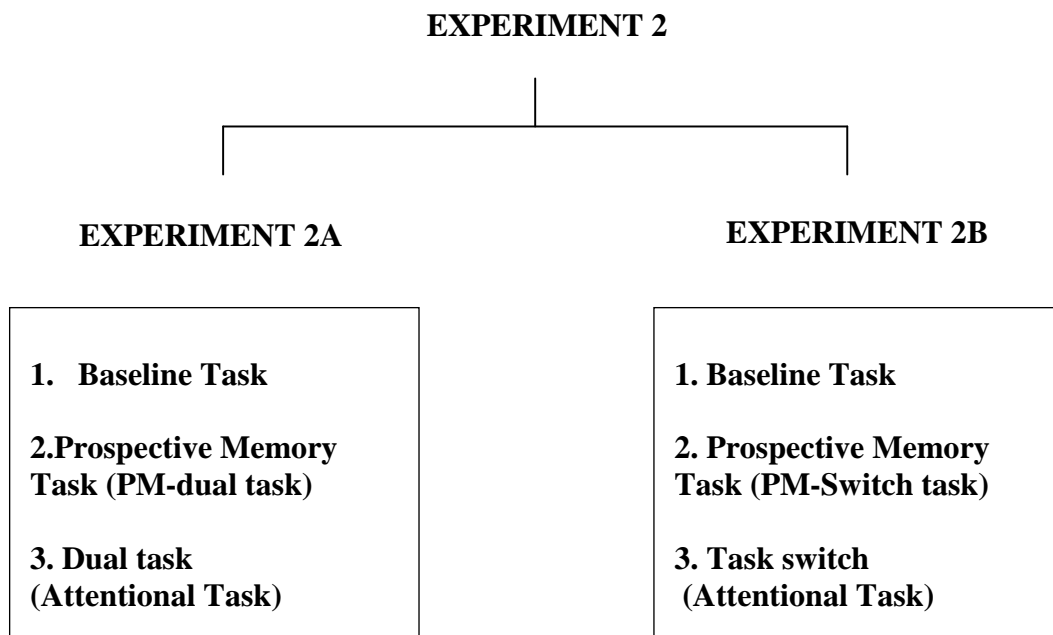 EXPERIMENT 2
EXPERIMENT 2A
1. Baseline Task
2.Prospective Memory
Task (PM-dual task)
3. Dual task
(Attentional Task)
EXPERIMENT 2B
1. Baseline Task
2. Prospective Memory
Task (PM-Switch task)
3. Task switch
(Attentional Task)